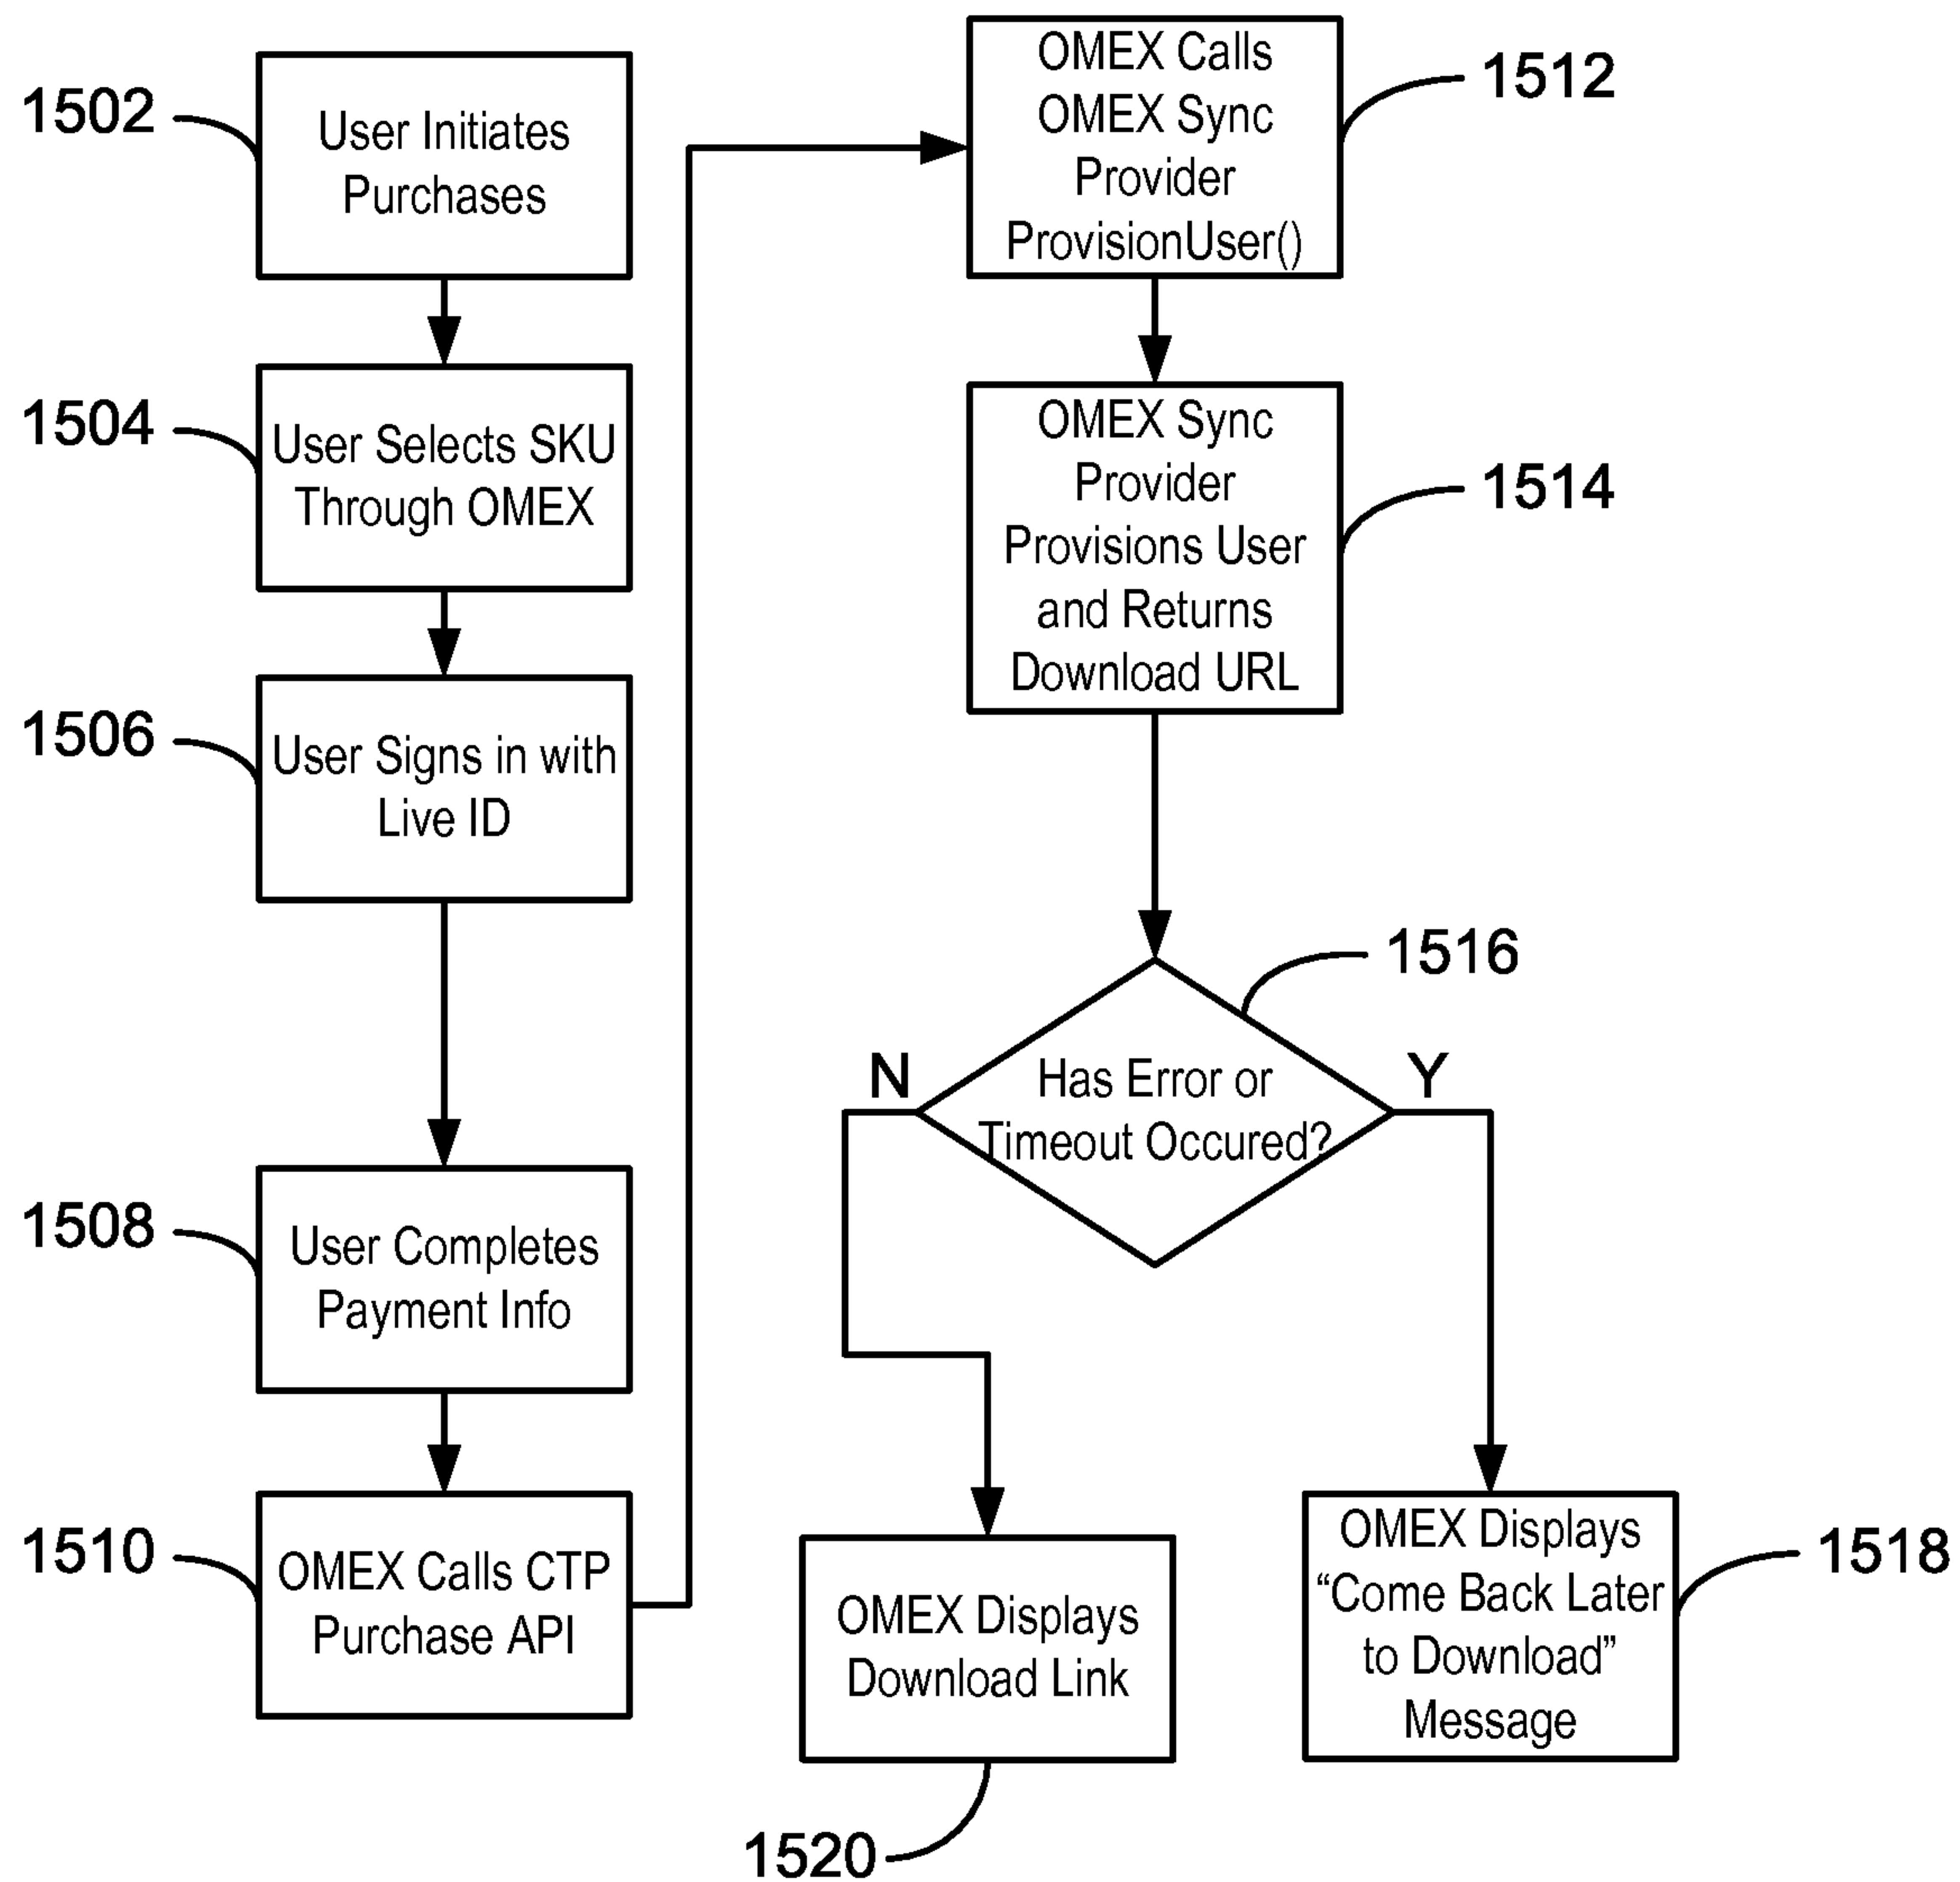 1502
User Initiates
Purchases
1504
User Selects SKU
Through OMEX
1506
User Signs in with
Live ID
1508
User Completes
Payment Info
1510
OMEX Calls CTP
Purchase API
OMEX Calls
OMEX Sync
Provider
ProvisionUser()
1512
OMEX Sync
Provider
Provisions User
and Returns
Download URL
1514
1516
N
Has Error or
Timeout Occured?
Y
OMEX Displays
Download Link
1520
OMEX Displays
“Come Back Later
to Download”
Message
1518